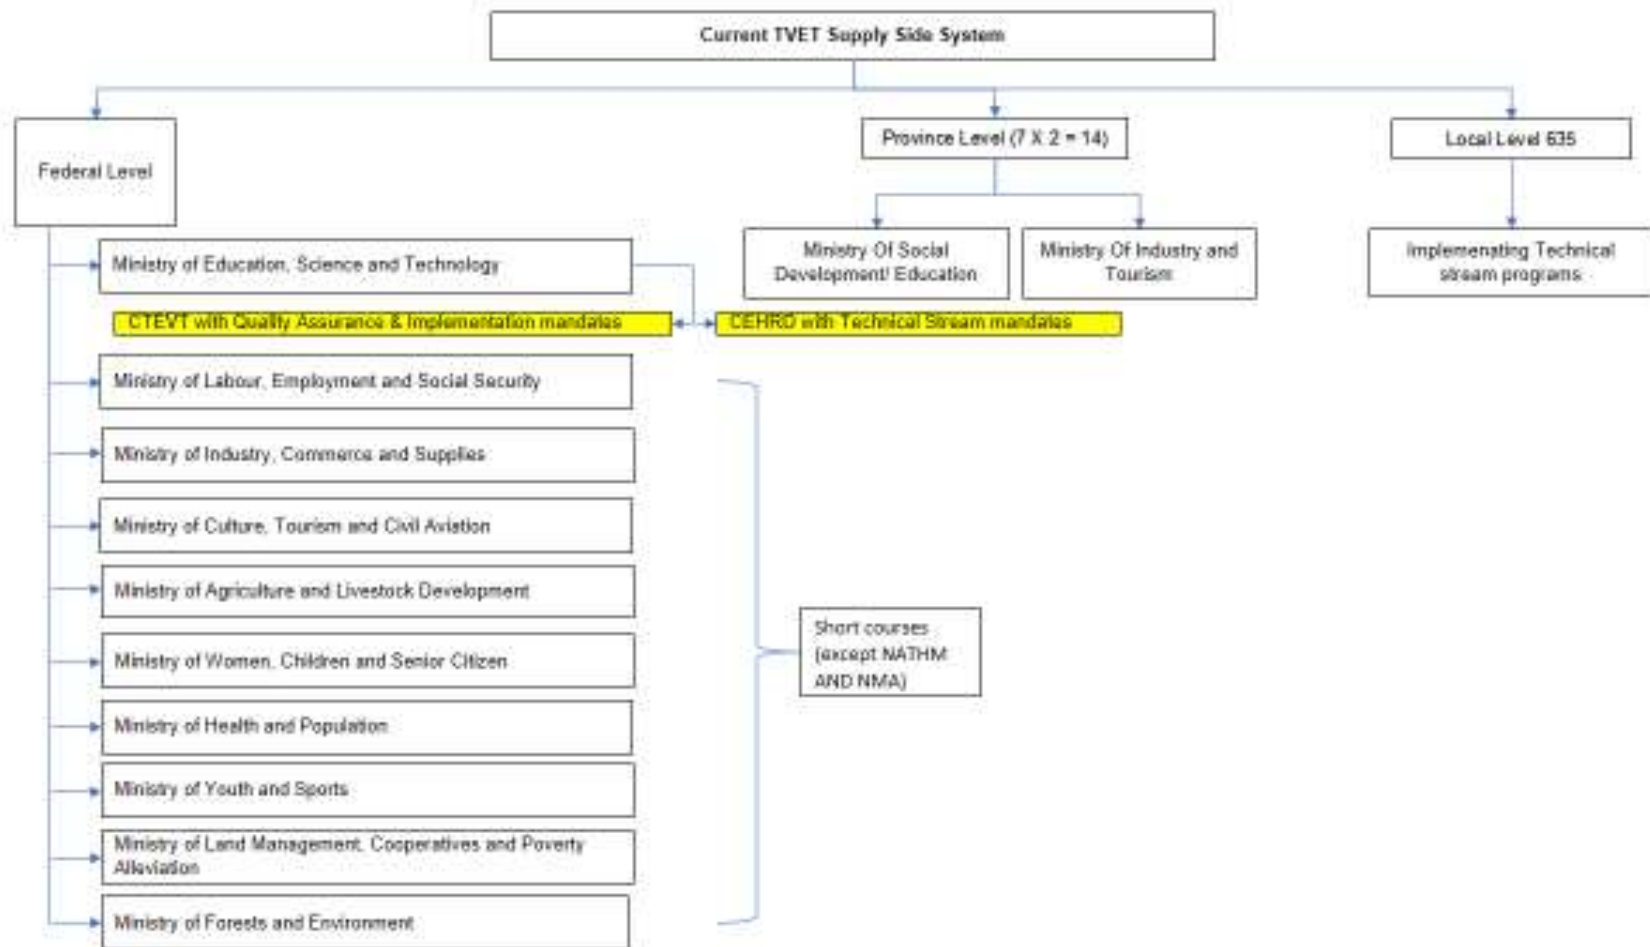 Current TVET Supply Side System
Federal Level
Province Level (7 X 2 = 14)
Local Level 635
Ministry Of Social
Development/ Education
Ministry Of Industry and
Tourism
Implemenating Technical
stream programs
Ministry of Education, Science and Technology
CTEVT with Quality Assurance & Implementation mandates
CEHRD with Technical Stream mandates
Ministry of Labour, Employment and Social Security
Ministry of Industry, Commerce and Supplies
Ministry of Culture, Tourism and Civil Aviation
Ministry of Agriculture and Livestock Development
Ministry of Women, Children and Senior Citizen
Ministry of Health and Population
Ministry of Youth and Sports
Ministry of Land Management, Cooperatives and Poverty
Alleviation
Ministry of Forests and Environment
Short courses
(except NATHM
AND NMA)